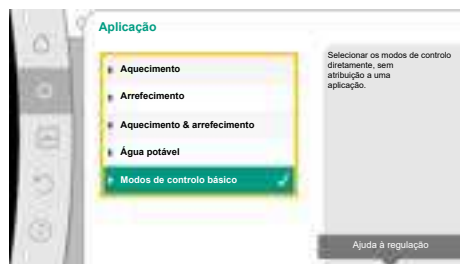 Aplicação
Aquecimento
Arrefecimento
Aquecimento & arrefecimento
Água potável
Modos de controlo básico
Selecionar os modos de controlo
diretamente, sem
atribuição a uma
aplicação.
Ajuda à regulação